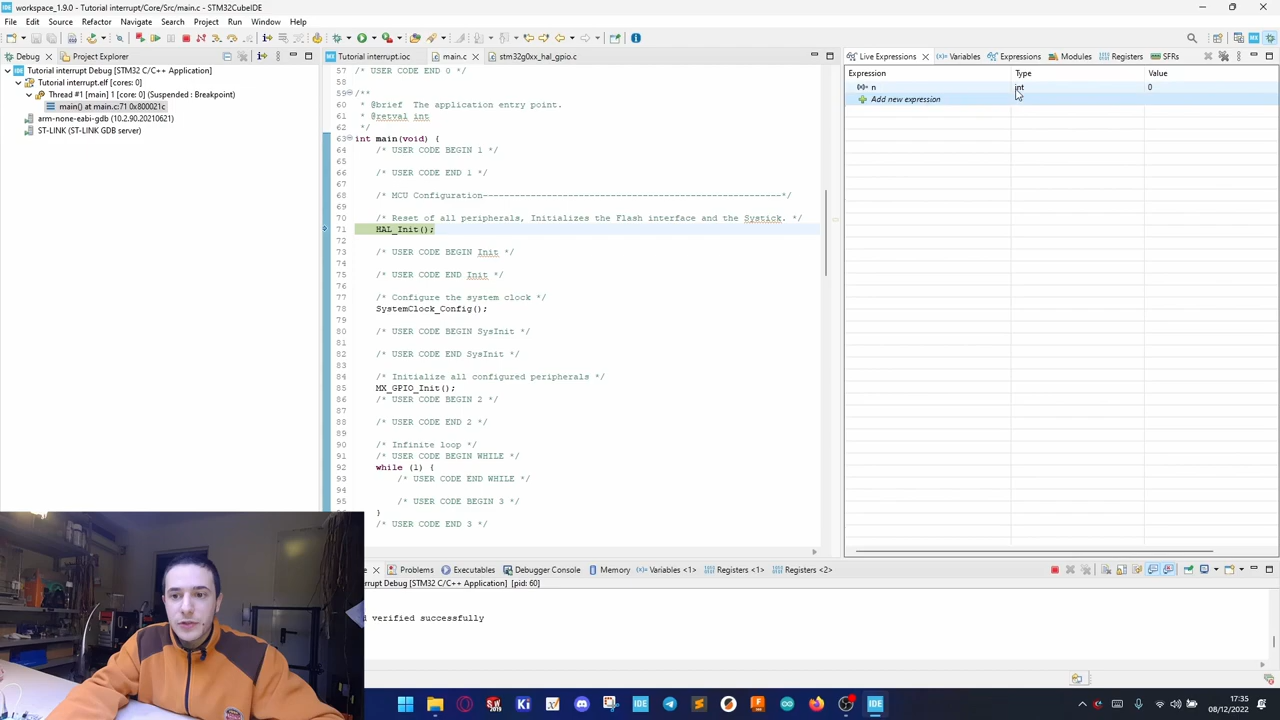 workspace_1.9.0 - Tutorial interrupt/Core/Src/main.c - STM32CubeIDE
File Edit Source Refactor Navigate Search Project Run Window Help
Debug Project Explorer
Tutorial interrupt Debug [STM32 C/C++ Application]
Tutorial interrupt.elf [cores: 0]
Thread #1 [main] 1 [core: 0] (Suspended : Breakpoint)
main() at main.c:71 0x800021c
arm-none-eabi-gdb (10.2.90.20210621)
ST-LINK (ST-LINK GDB server)
Tutorial interrupt.ioc main.c stm32g0xx_hal_gpio.c
57 /* USER CODE END 0 */
58
59 /**
60 * @brief The application entry point.
61 * @retval int
62 */
63 int main(void) {
64 /* USER CODE BEGIN 1 */
65
66 /* USER CODE END 1 */
67
68 /* MCU Configuration--------------------------------------------------------*/
69
70 /* Reset of all peripherals, Initializes the Flash interface and the Systick. */
71 HAL_Init();
72
73 /* USER CODE BEGIN Init */
74
75 /* USER CODE END Init */
76
77 /* Configure the system clock */
78 SystemClock_Config();
79
80 /* USER CODE BEGIN SysInit */
81
82 /* USER CODE END SysInit */
83
84 /* Initialize all configured peripherals */
85 MX_GPIO_Init();
86 /* USER CODE BEGIN 2 */
87
88 /* USER CODE END 2 */
89
90 /* Infinite loop */
91 /* USER CODE BEGIN WHILE */
92 while (1) {
93 /* USER CODE END WHILE */
94
95 /* USER CODE BEGIN 3 */
}
/* USER CODE END 3 */
Live Expressions Variables Expressions Modules Registers SFRs
Expression Type Value
n int 0
Add new expression
Problems Executables Debugger Console Memory Variables <1> Registers <1> Registers <2>
rrupt Debug [STM32 C/C++ Application] [pid: 60]
d verified successfully
17:35
08/12/2022